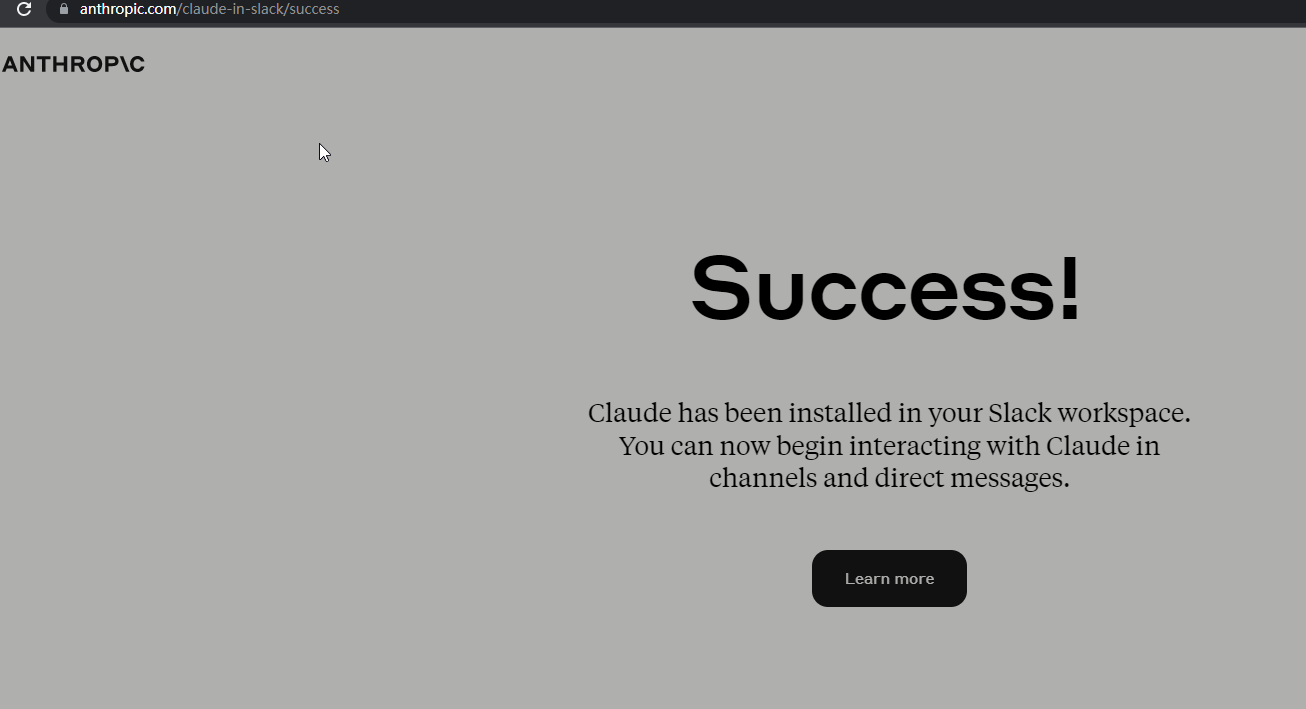 anthropic.com/claude-in-slack/success
ANTHROP\C
Success!
Claude has been installed in your Slack workspace.
You can now begin interacting with Claude in
channels and direct messages.
Learn more